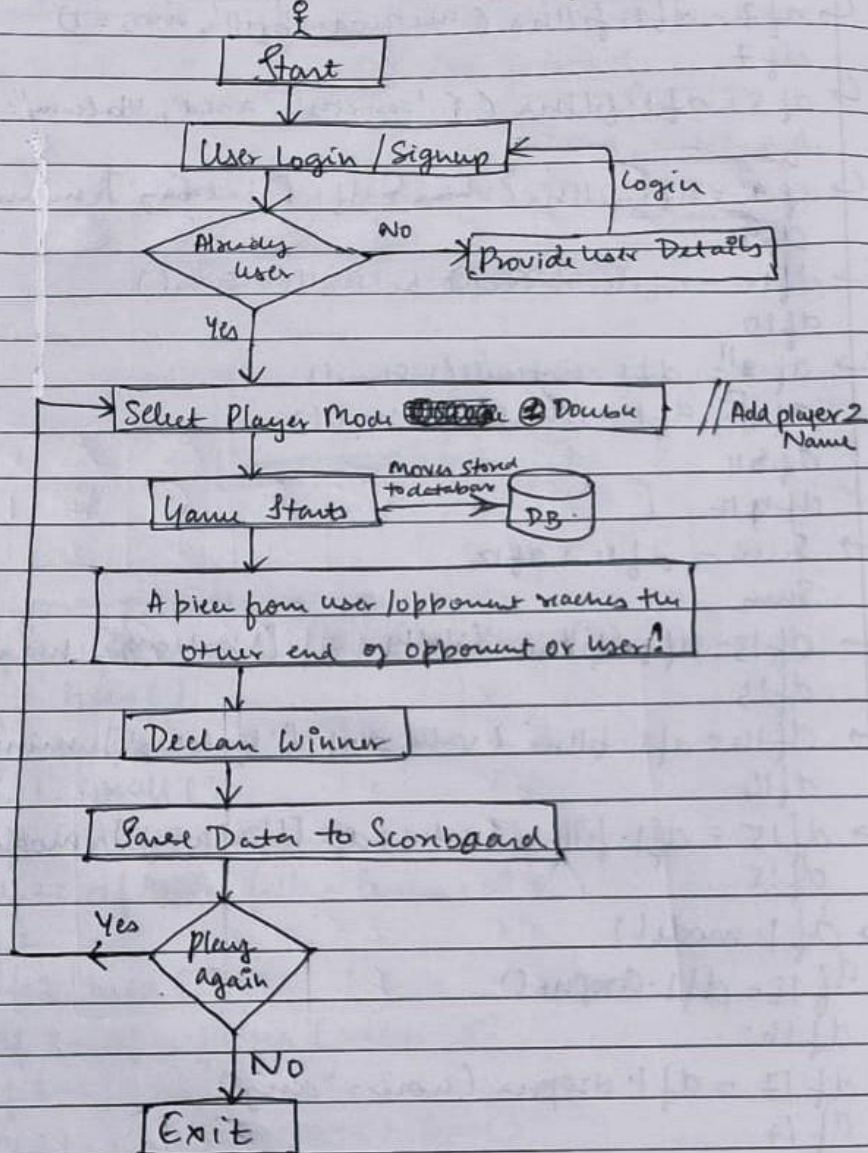 Start
User Login / Signup
Login
Already
User
No
Provide User Details
Yes
Select Player Mode Double
// Add player 2
Name
Game Starts
Moves stored
to database
DB.
A piece from user / opponent reaches the
other end of opponent or user?
Declare Winner
Save Data to Scoreboard
Yes
play
again
No
Exit